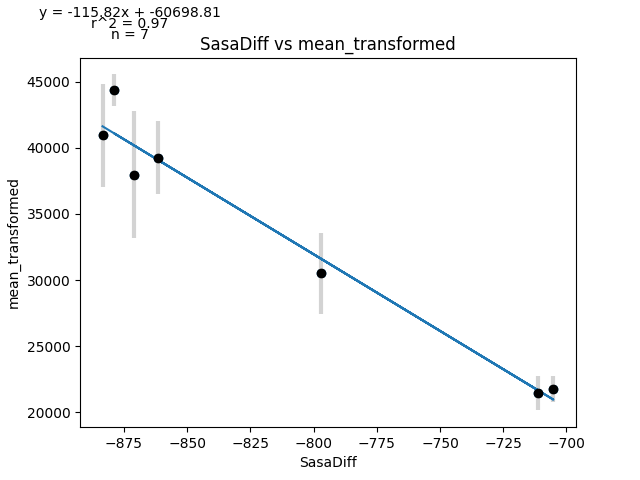 y = -115.82x + -60698.81
r^2 = 0.97
n = 7
SasaDiff vs mean_transformed
45000
40000
35000
30000
25000
20000
mean_transformed
−875 −850 −825 −800 −775 −750 −725 −700
SasaDiff